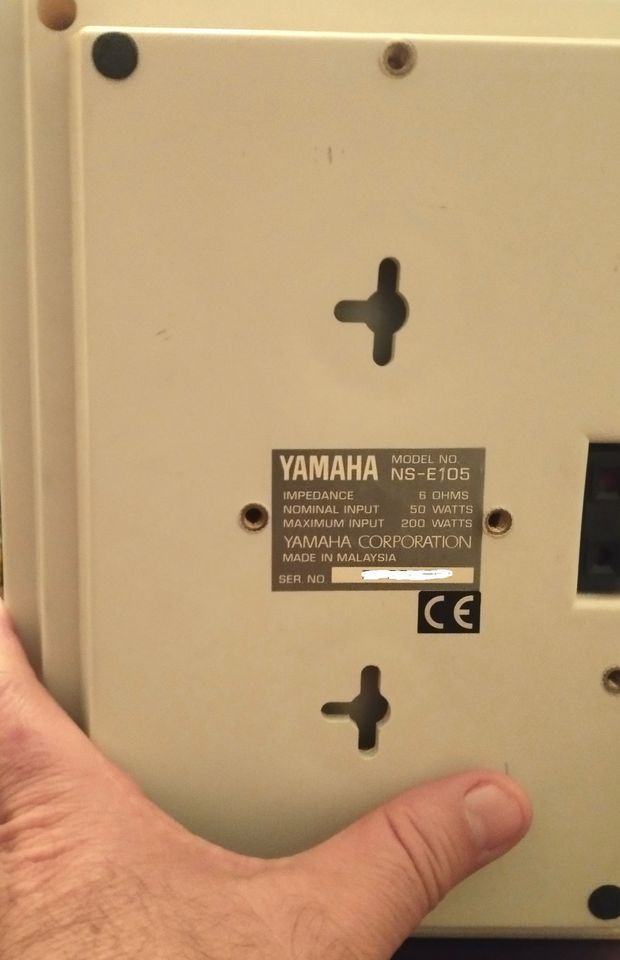 YAMAHA MODEL NO.
NS-E105
IMPEDANCE 6 OHMS
NOMINAL INPUT 50 WATTS
MAXIMUM INPUT 200 WATTS
YAMAHA CORPORATION
MADE IN MALAYSIA
SER. NO
CE